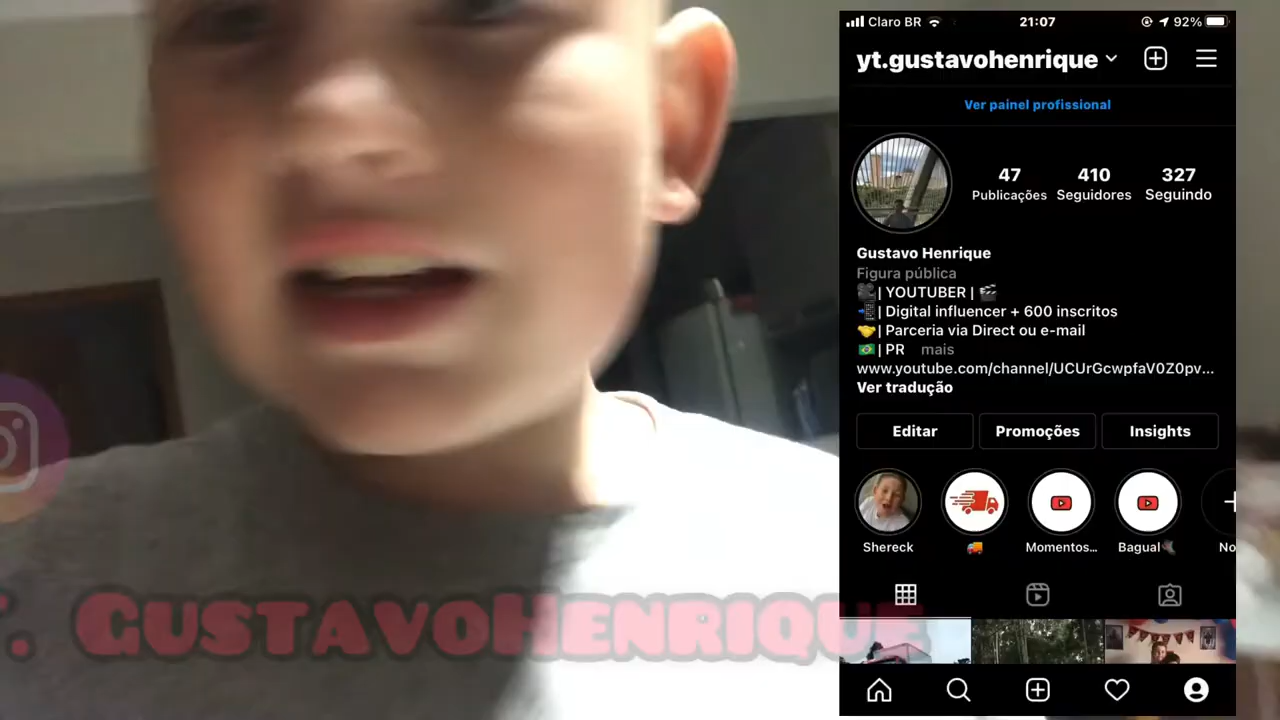 Claro BR
21:07
92%
yt.gustavohenrique
Ver painel profissional
47
410
327
Publicações
Seguidores
Seguindo
Gustavo Henrique
Figura pública
| YOUTUBER |
| Digital influencer + 600 inscritos
| Parceria via Direct ou e-mail
| PR mais
www.youtube.com/channel/UCUrGcwpfaV0Z0pv...
Ver tradução
Editar
Promoções
Insights
Shereck
Momentos...
Bagual
No
. GustavoHenrique